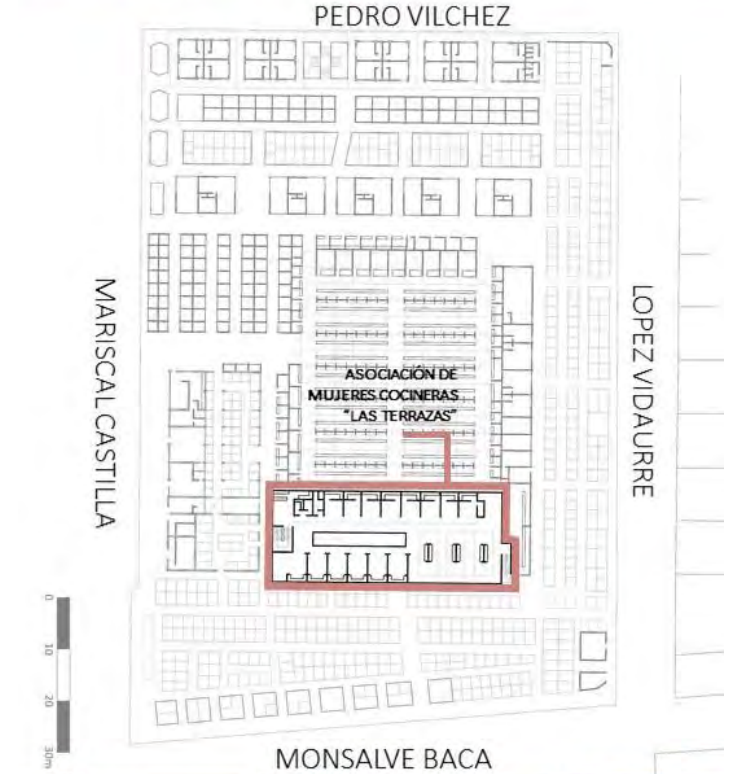 PEDRO VILCHEZ
MARISCAL CASTILLA
LOPEZ VIDAURRE
ASOCIACIÓN DE
MUJERES COCINERAS
"LAS TERRAZAS"
0
10
20
30m
MONSALVE BACA